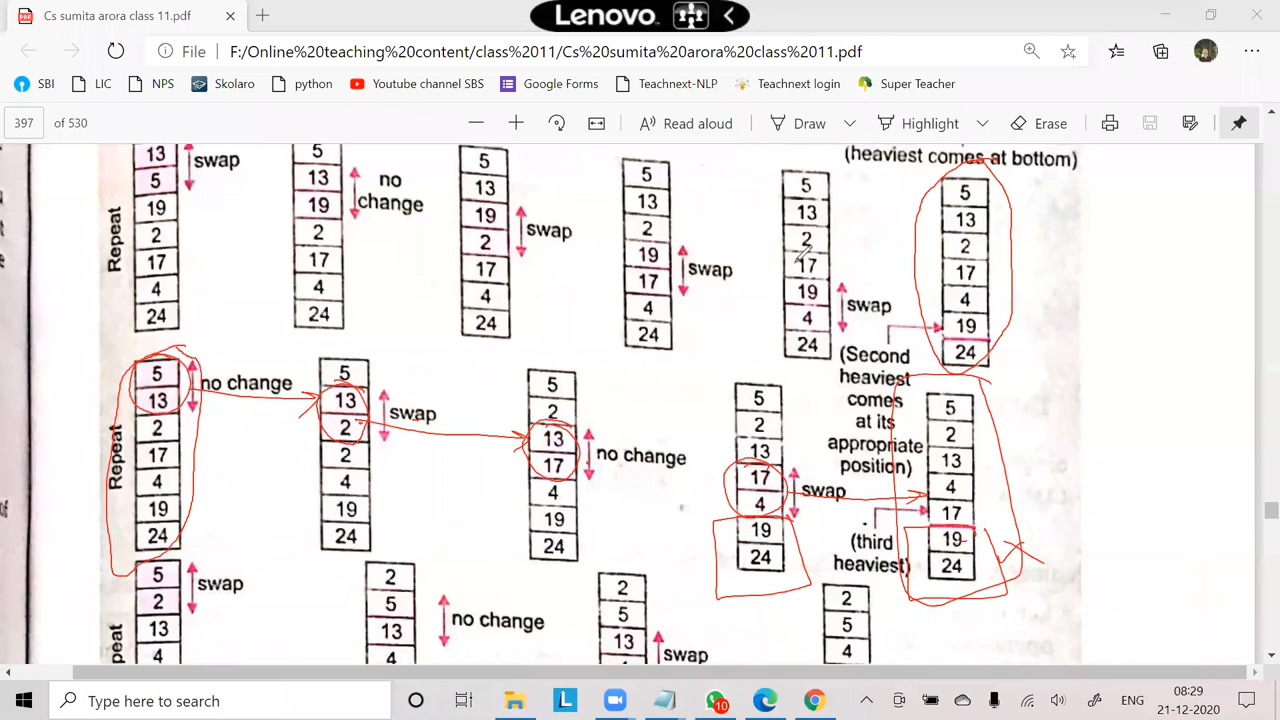 Cs sumita arora class 11.pdf
Lenovo
File
F:/Online%20teaching%20content/class%2011/Cs%20sumita%20arora%20class%2011.pdf
SBI
LIC
NPS
Skolaro
python
Youtube channel SBS
Google Forms
Teachnext-NLP
Teachnext login
Super Teacher
397
of 530
Read aloud
Draw
Highlight
Erase
(heaviest comes at bottom)
Repeat
13
5
19
2
17
4
24
swap
5
13
19
2
17
4
24
no
change
5
13
19
2
17
4
24
swap
5
13
2
19
17
4
24
swap
5
13
2
17
19
4
24
swap
5
13
2
17
4
19
24
(Second
heaviest
comes
at its
appropriate
position)
Repeat
5
13
2
17
4
19
24
no change
5
13
2
2
4
19
24
swap
5
2
13
17
4
19
24
no change
5
2
13
17
4
19
24
swap
(third
heaviest)
5
2
13
4
17
19
24
peat
5
2
13
4
swap
2
5
13
4
no change
2
5
13
swap
2
5
4
Type here to search
10
ENG
08:29
21-12-2020